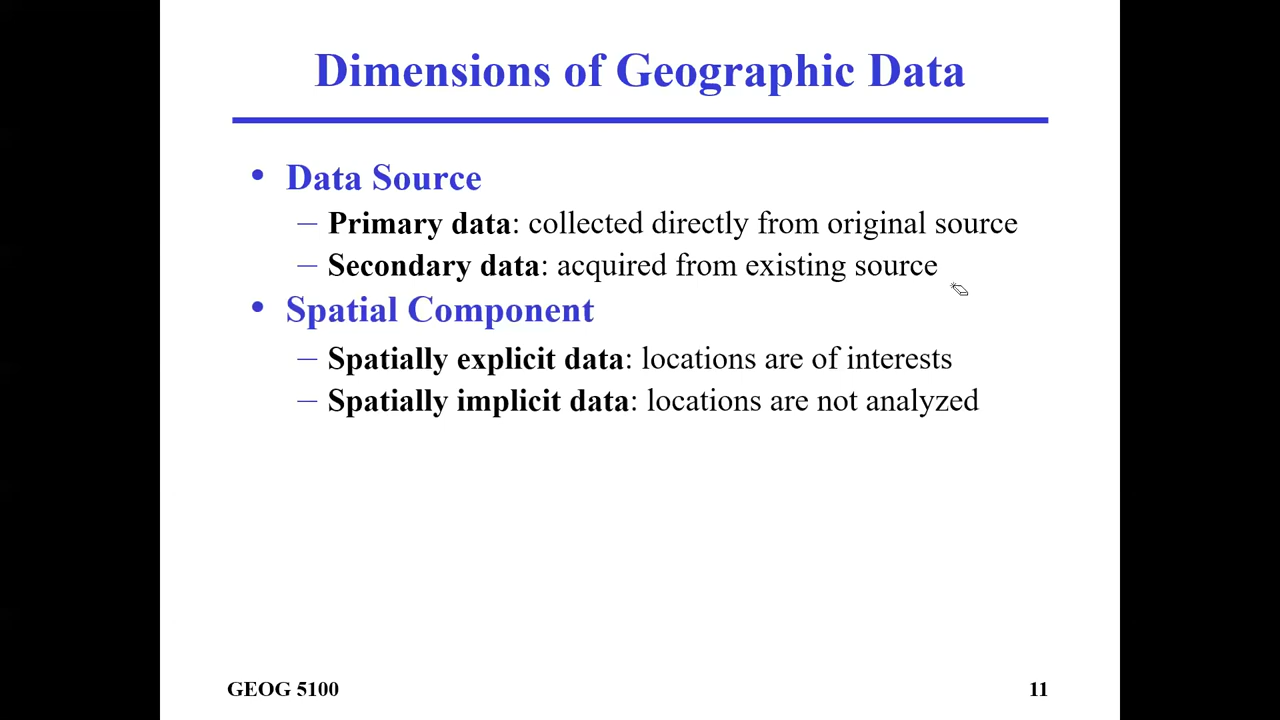 Dimensions of Geographic Data
• Data Source
– Primary data: collected directly from original source
– Secondary data: acquired from existing source
• Spatial Component
– Spatially explicit data: locations are of interests
– Spatially implicit data: locations are not analyzed
GEOG 5100
11